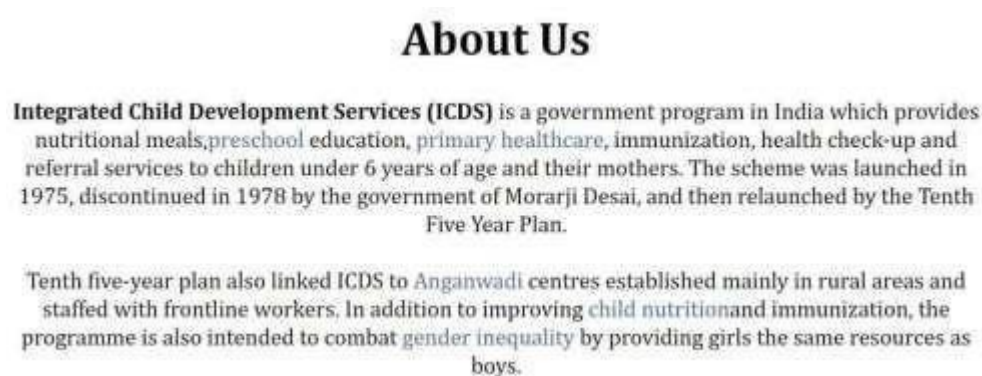 About Us
Integrated Child Development Services (ICDS) is a government program in India which provides
nutritional meals,preschool education, primary healthcare, immunization, health check-up and
referral services to children under 6 years of age and their mothers. The scheme was launched in
1975, discontinued in 1978 by the government of Morarji Desai, and then relaunched by the Tenth
Five Year Plan.
Tenth five-year plan also linked ICDS to Anganwadi centres established mainly in rural areas and
staffed with frontline workers. In addition to improving child nutritionand immunization, the
programme is also intended to combat gender inequality by providing girls the same resources as
boys.